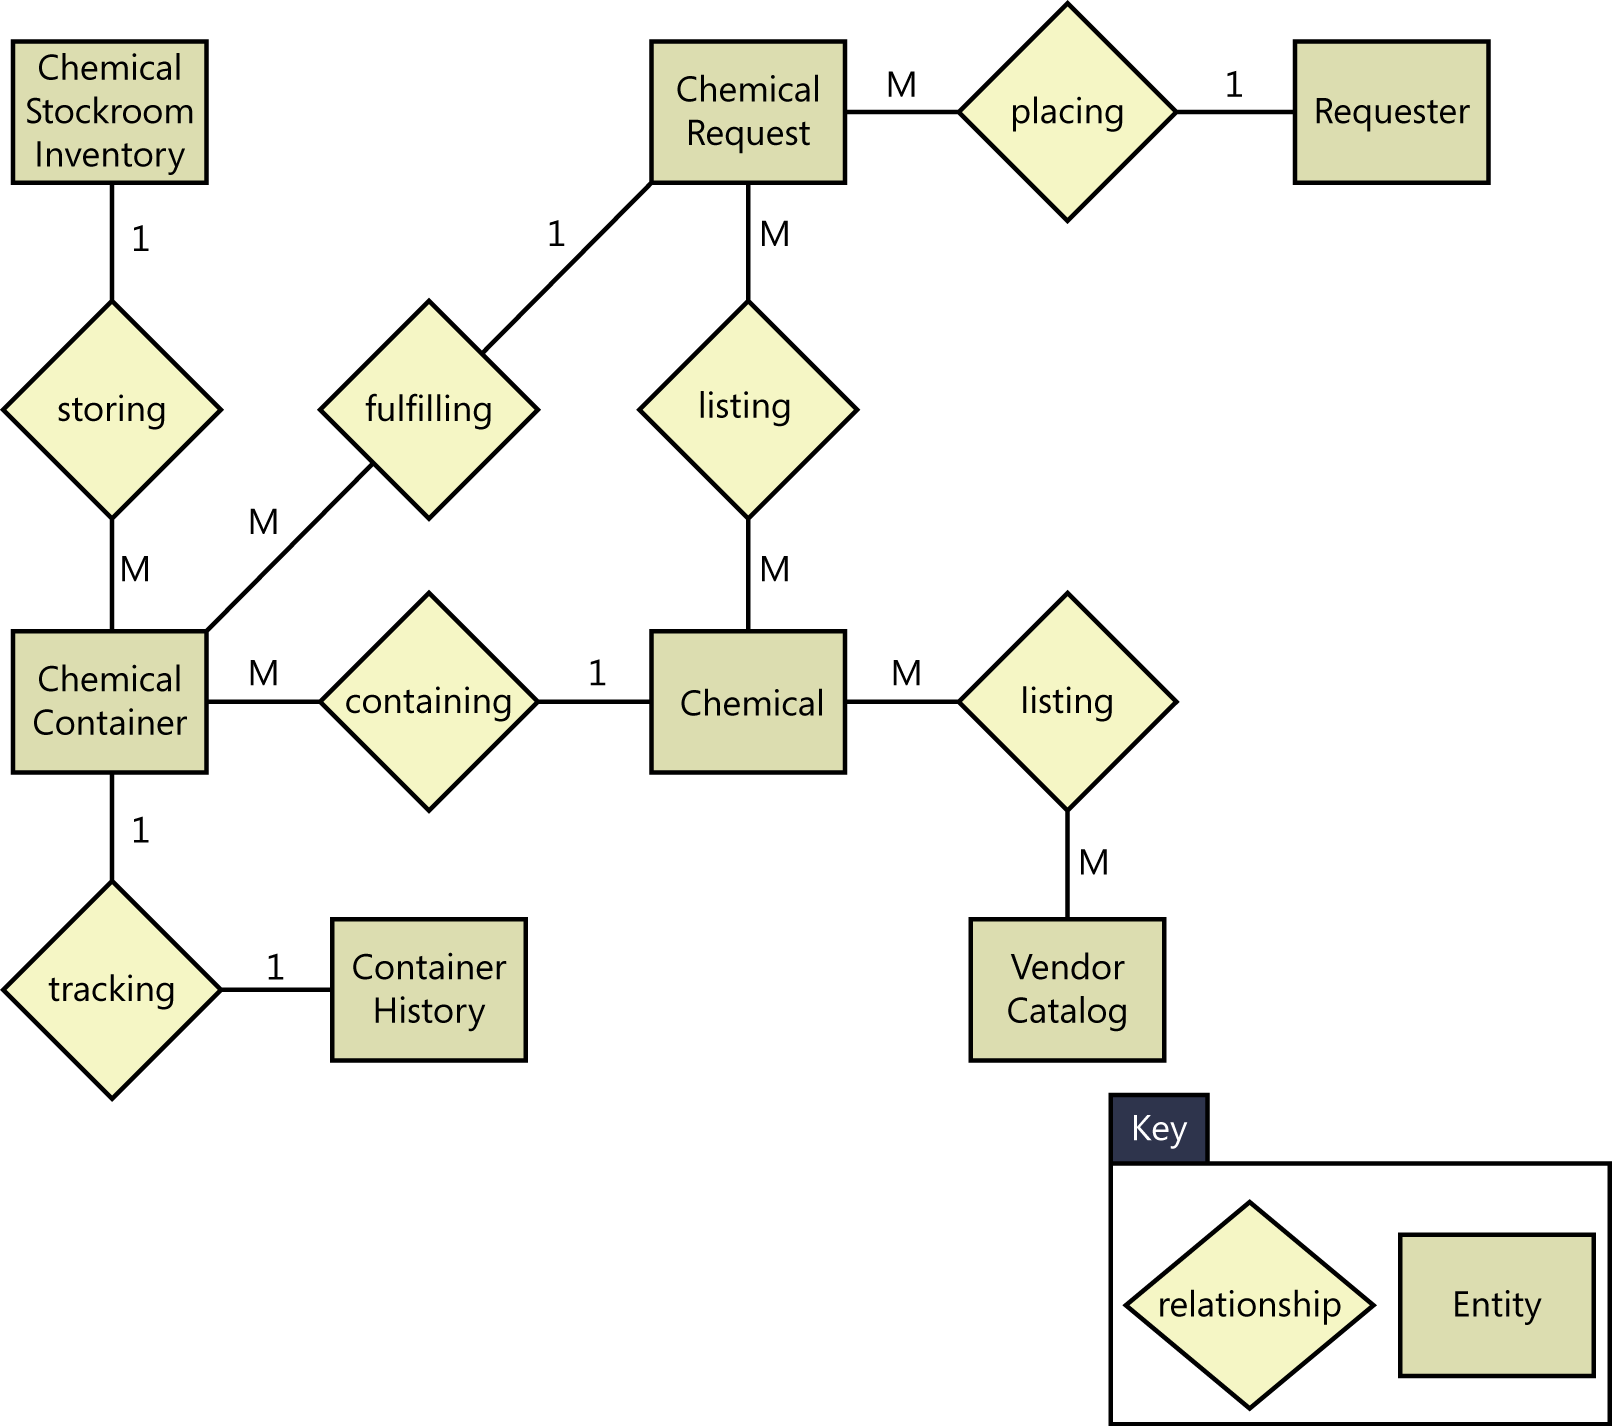 Chemical
Stockroom
Inventory
Chemical
Request
M
placing
1
Requester
1
1
M
storing
fulfilling
listing
M
M
M
Chemical
Container
M
containing
1
Chemical
M
listing
1
M
tracking
1
Container
History
Vendor
Catalog
Key
relationship
Entity